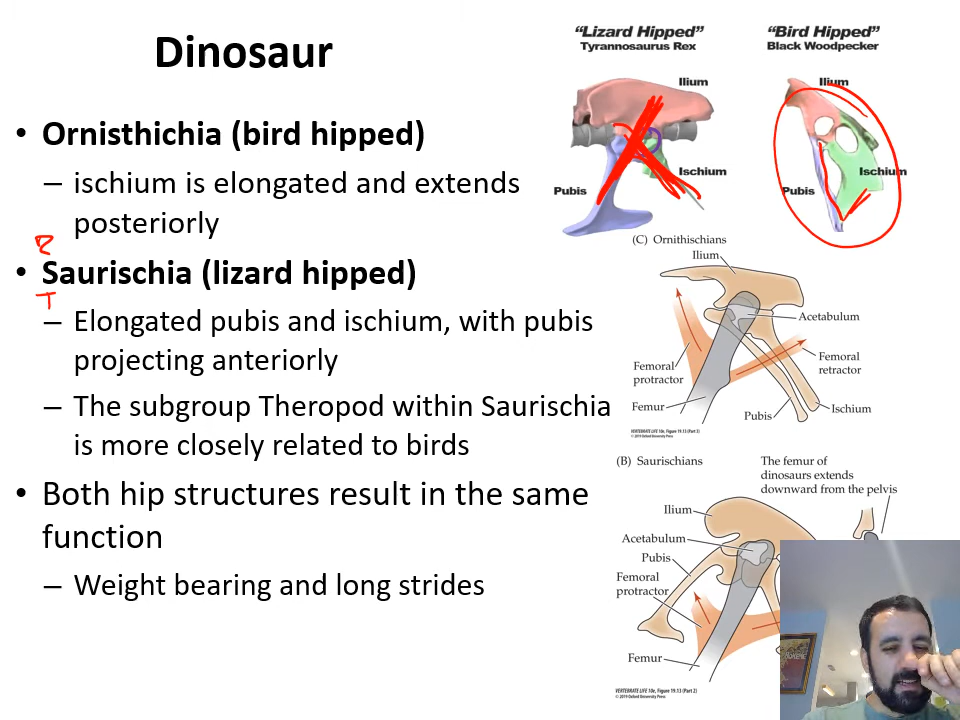 Dinosaur
• Ornisthichia (bird hipped)
– ischium is elongated and extends
posteriorly
• Saurischia (lizard hipped)
– Elongated pubis and ischium, with pubis
projecting anteriorly
– The subgroup Theropod within Saurischia
is more closely related to birds
• Both hip structures result in the same
function
– Weight bearing and long strides
"Lizard Hipped"
Tyrannosaurus Rex
Ilium
Ischium
Pubis
"Bird Hipped"
Black Woodpecker
Ilium
Ischium
Pubis
(C) Ornithischians
Ilium
Acetabulum
Femoral
protractor
Femoral
retractor
Femur
Pubis
Ischium
VERTEBRATE LIFE 10e, Figure 19.13 (Part 3)
© 2019 Oxford University Press
(B) Saurischians
The femur of
dinosaurs extends
downward from the pelvis
Ilium
Acetabulum
Pubis
Femoral
protractor
Femur
VERTEBRATE LIFE 10e, Figure 19.13 (Part 2)
© 2019 Oxford University Press